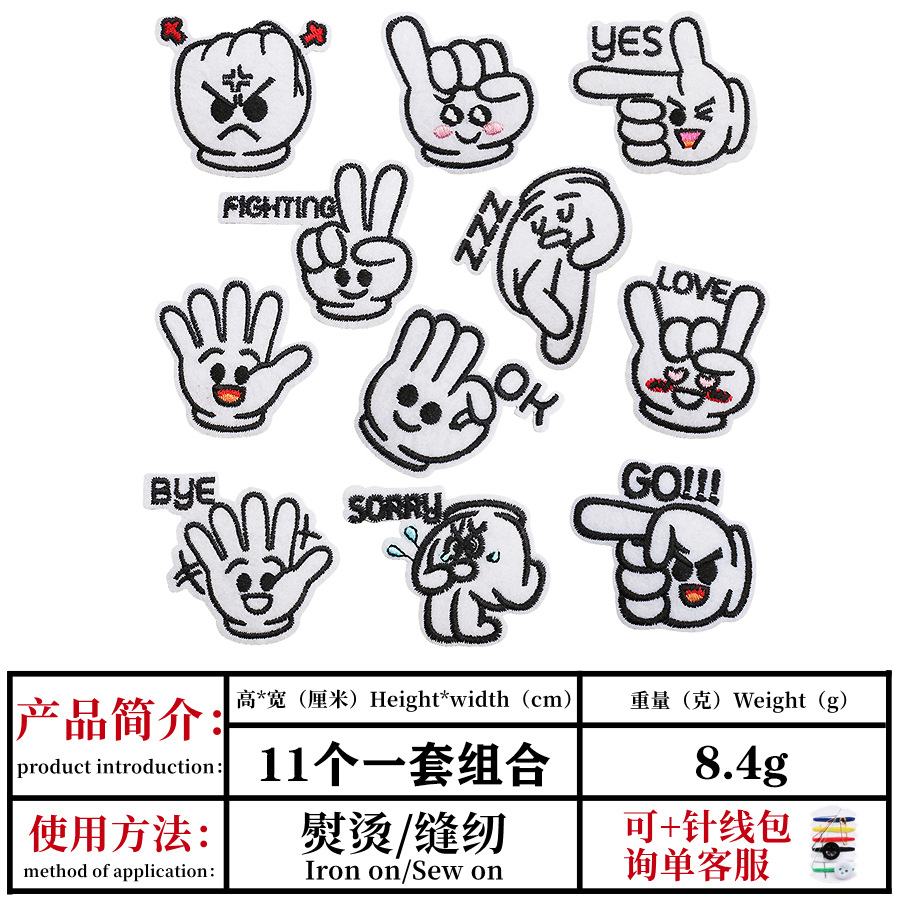 YES
FIGHTING
ZZZ
LOVE
OK
BYE
SORRY
GO!!!
产品简介：
product introduction：
高*宽（厘米）Height*width（cm）
重量（克）Weight（g）
11个一套组合
8.4g
使用方法：
method of application：
熨烫/缝纫
Iron on/Sew on
可+针线包
询单客服